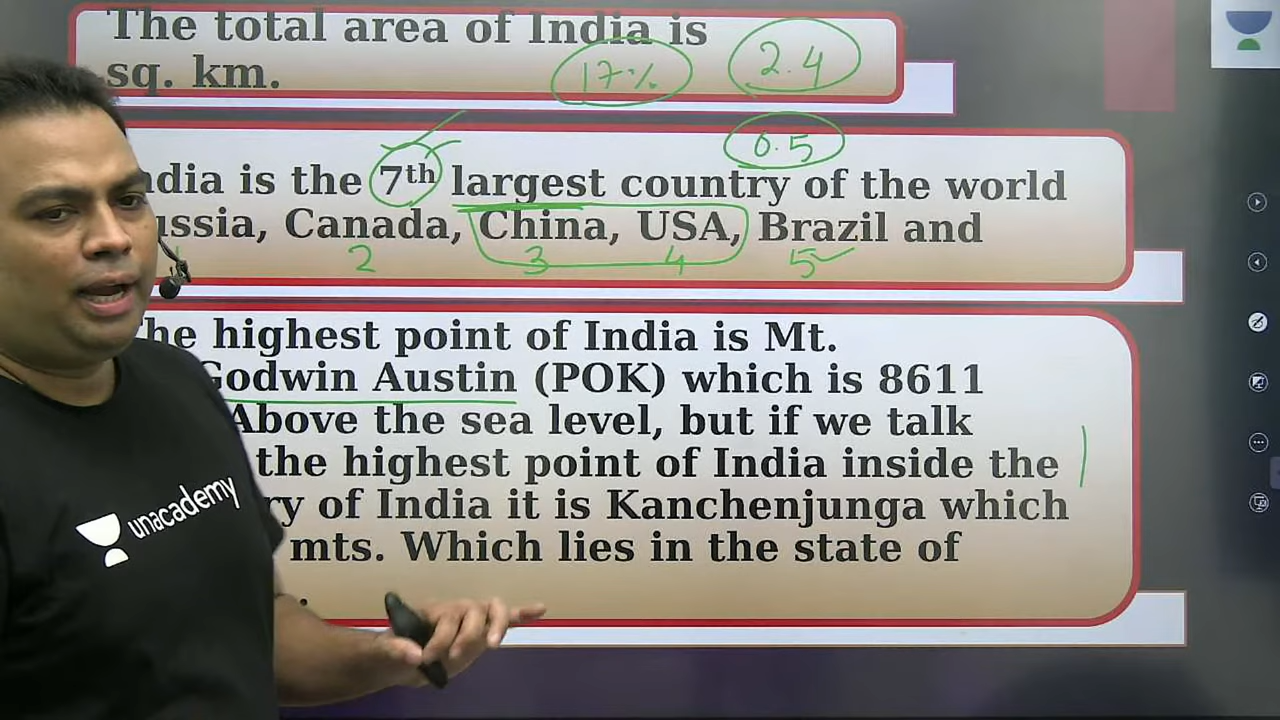 The total area of India is
sq. km.
17% 2.4
0.5
ndia is the 7th largest country of the world
ussia, Canada, China, USA, Brazil and
2 3 4 5
he highest point of India is Mt.
Godwin Austin (POK) which is 8611
Above the sea level, but if we talk
the highest point of India inside the
ry of India it is Kanchenjunga which
mts. Which lies in the state of
.
unacademy